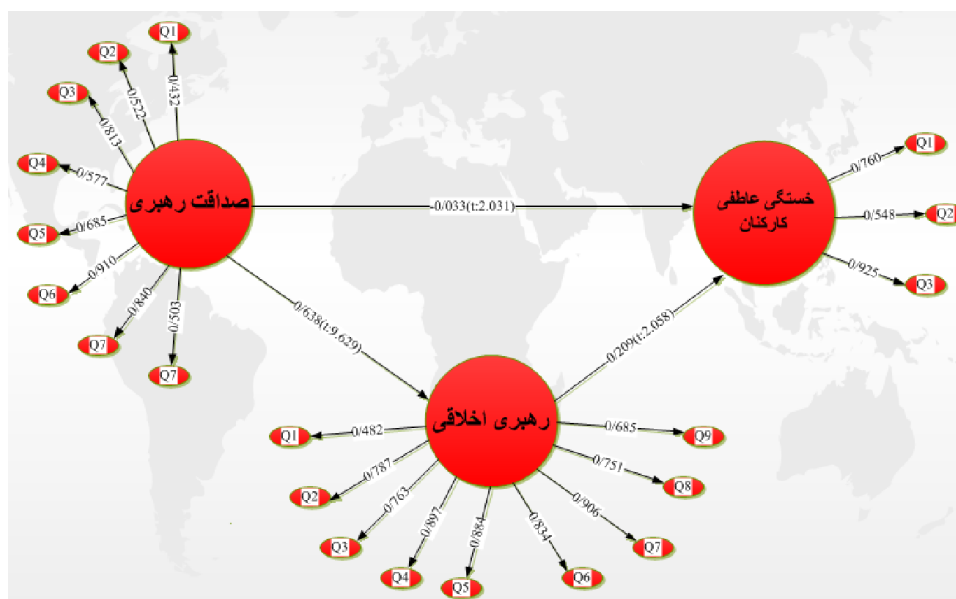 Q1
0/432
Q2
0/522
Q3
0/813
Q4
0/577
Q5
0/685
Q6
0/910
Q7
0/840
Q7
0/503
صداقت رهبری
-0/033(t:2.031)
0/638(t:9.629)
خستگی عاطفی
کارکنان
0/760
Q1
0/548
Q2
0/925
Q3
-0/209(t:2.058)
رهبری اخلاقی
Q1
0/482
Q2
0/787
Q3
0/763
Q4
0/897
Q5
0/884
Q6
0/834
Q7
0/906
Q8
0/751
Q9
0/685